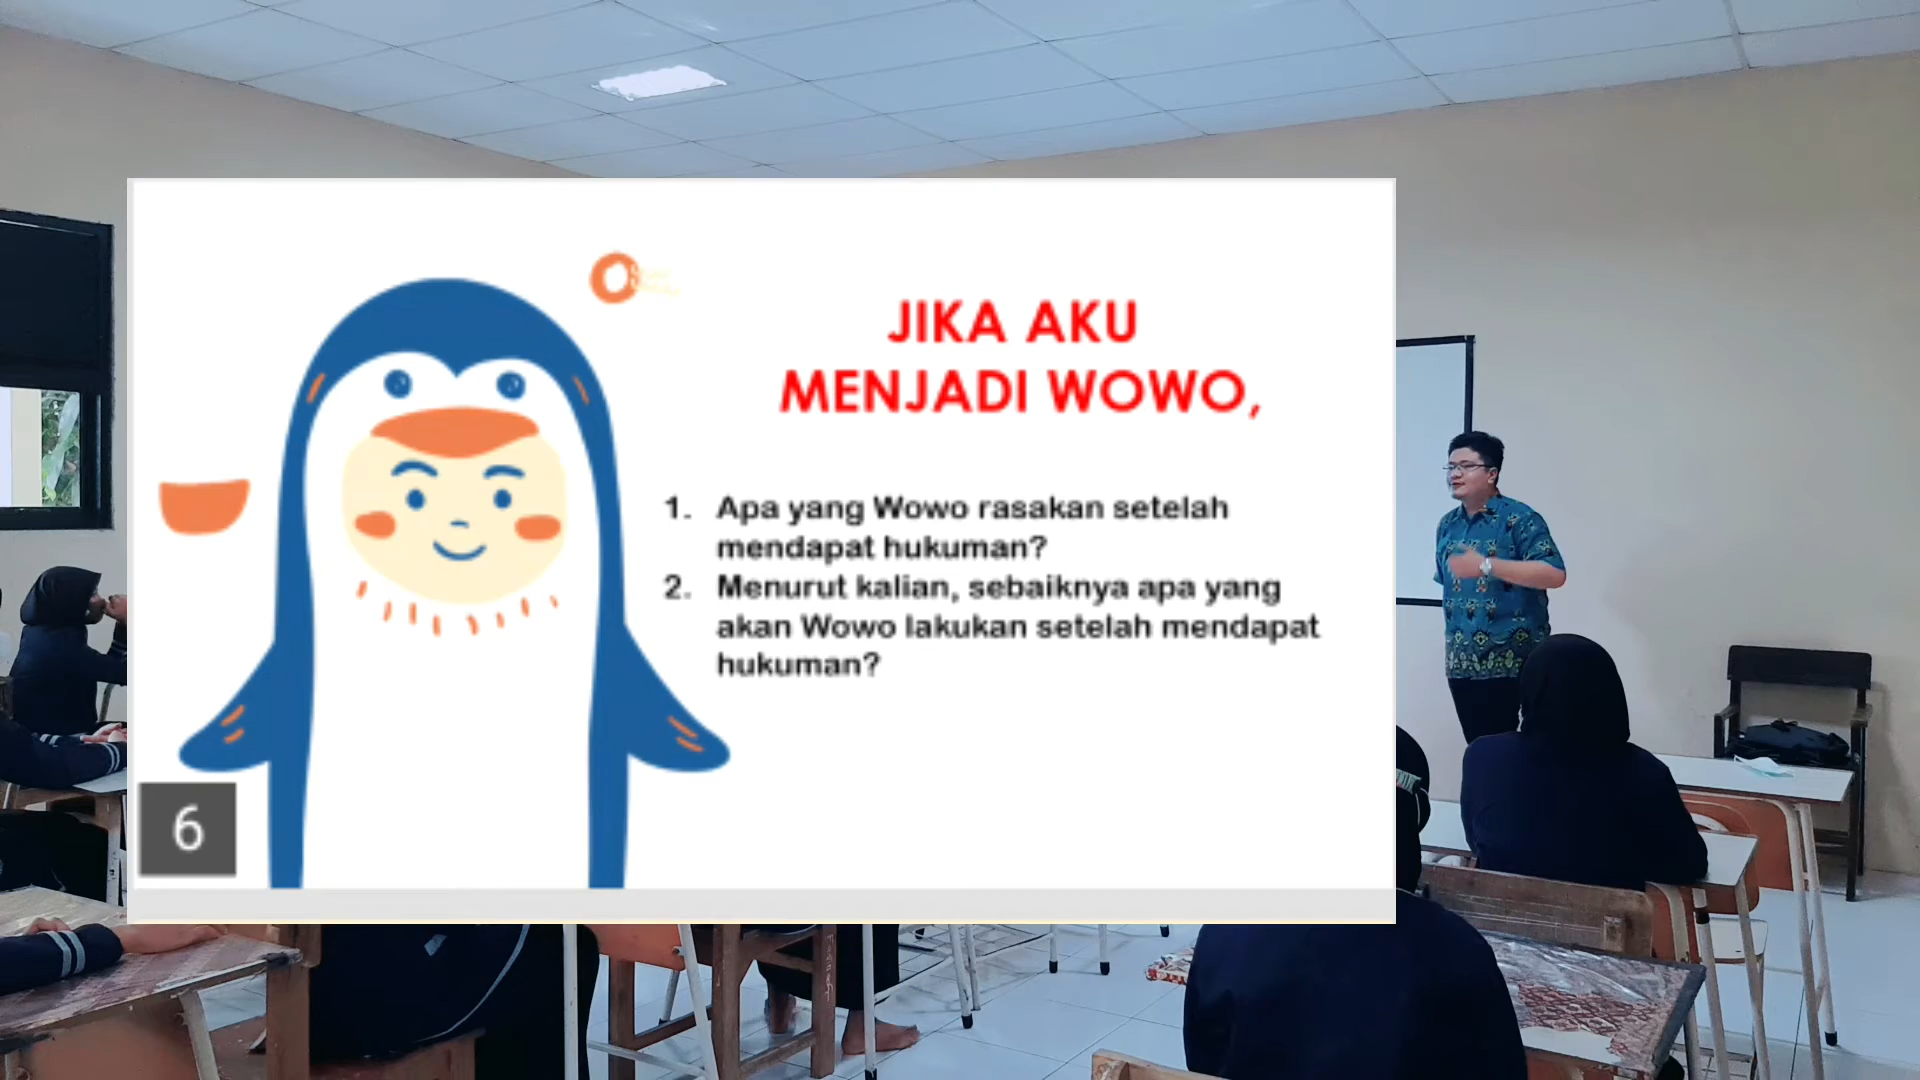 JIKA AKU
MENJADI WOWO,
1. Apa yang Wowo rasakan setelah
mendapat hukuman?
2. Menurut kalian, sebaiknya apa yang
akan Wowo lakukan setelah mendapat
hukuman?
6